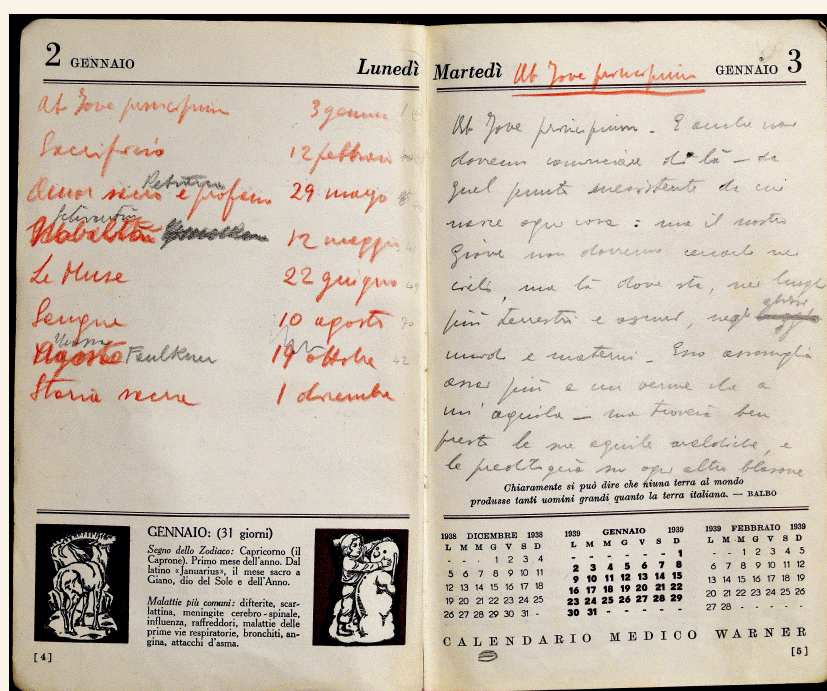 2 GENNAIO
Lunedì
Ab Jove principium 3 gennaio 1
Sacrificio 12 febbraio
Petrarca
Amor sacro e profano 29 marzo
12 maggio
Le Muse 22 giugno
Sangue 10 agosto 70
Faulkner 19 ottobre 42
Storia sacra 1 dicembre
GENNAIO: (31 giorni)
Segno dello Zodiaco: Capricorno (il
Caprone). Primo mese dell'anno. Dal
latino «Januarius», il mese sacro a
Giano, dio del Sole e dell'Anno.
Malattie più comuni: difterite, scar-
lattina, meningite cerebro-spinale,
influenza, raffreddori, malattie delle
prime vie respiratorie, bronchiti, an-
gina, attacchi d'asma.
[4]
Martedì Ab Jove principium GENNAIO 3
Ab Jove principium - E anche noi
dovremo cominciare di là - da
quel punto inesistente da cui
nasce ogni cosa: ma il nostro
Giove non dovremo cercarlo nei
cieli, ma là dove sta, nei luoghi
più terrestri e oscuri, negli abissi
umidi e materni. Esso assomiglia
assai più a un verme che a
un'aquila - ma troverà ben
presto le sue aquile araldiche, e
le su ogni altro blasone
Chiaramente si può dire che niuna terra al mondo
produsse tanti uomini grandi quanto la terra italiana. — BALBO
1938 DICEMBRE 1938
L M M G V S D
- - - 1 2 3 4
5 6 7 8 9 10 11
12 13 14 15 16 17 18
19 20 21 22 23 24 25
26 27 28 29 30 31 -
1939 GENNAIO 1939
L M M G V S D
- - - - - - 1
2 3 4 5 6 7 8
9 10 11 12 13 14 15
16 17 18 19 20 21 22
23 24 25 26 27 28 29
30 31 - - - - -
1939 FEBBRAIO 1939
L M M G V S D
- - 1 2 3 4 5
6 7 8 9 10 11 12
13 14 15 16 17 18 19
20 21 22 23 24 25 26
27 28 - - - - -
CALENDARIO MEDICO WARNER
[5]